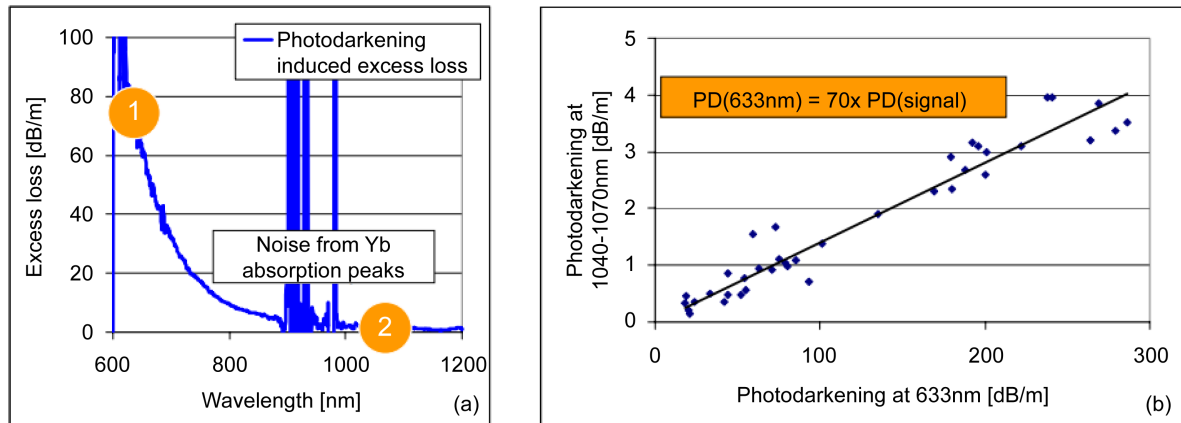 100
80
60
40
20
0
Excess loss [dB/m]
Photodarkening
induced excess loss
1
Noise from Yb
absorption peaks
2
600
800
1000
1200
Wavelength [nm]
(a)
5
4
3
2
1
0
Photodarkening at
1040-1070nm [dB/m]
PD(633nm) = 70x PD(signal)
0
100
200
300
Photodarkening at 633nm [dB/m]
(b)